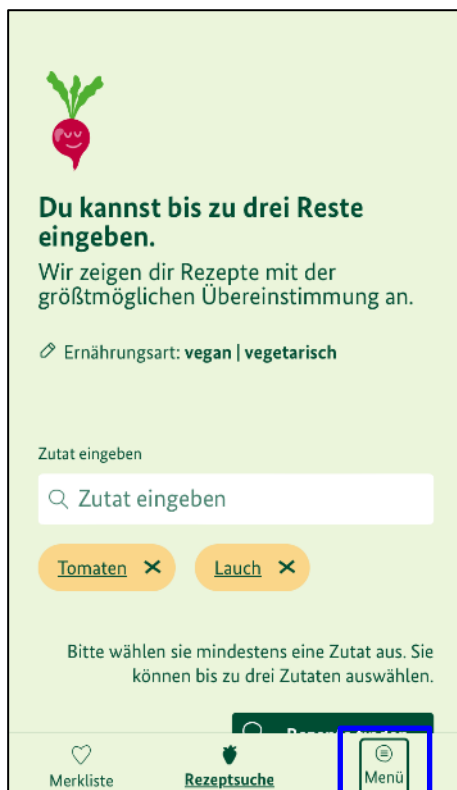 Du kannst bis zu drei Reste
eingeben.
Wir zeigen dir Rezepte mit der
größtmöglichen Übereinstimmung an.
Ernährungsart: vegan | vegetarisch
Zutat eingeben
Zutat eingeben
Tomaten
Lauch
Bitte wählen sie mindestens eine Zutat aus. Sie
können bis zu drei Zutaten auswählen.
Merkliste
Rezeptsuche
Menü